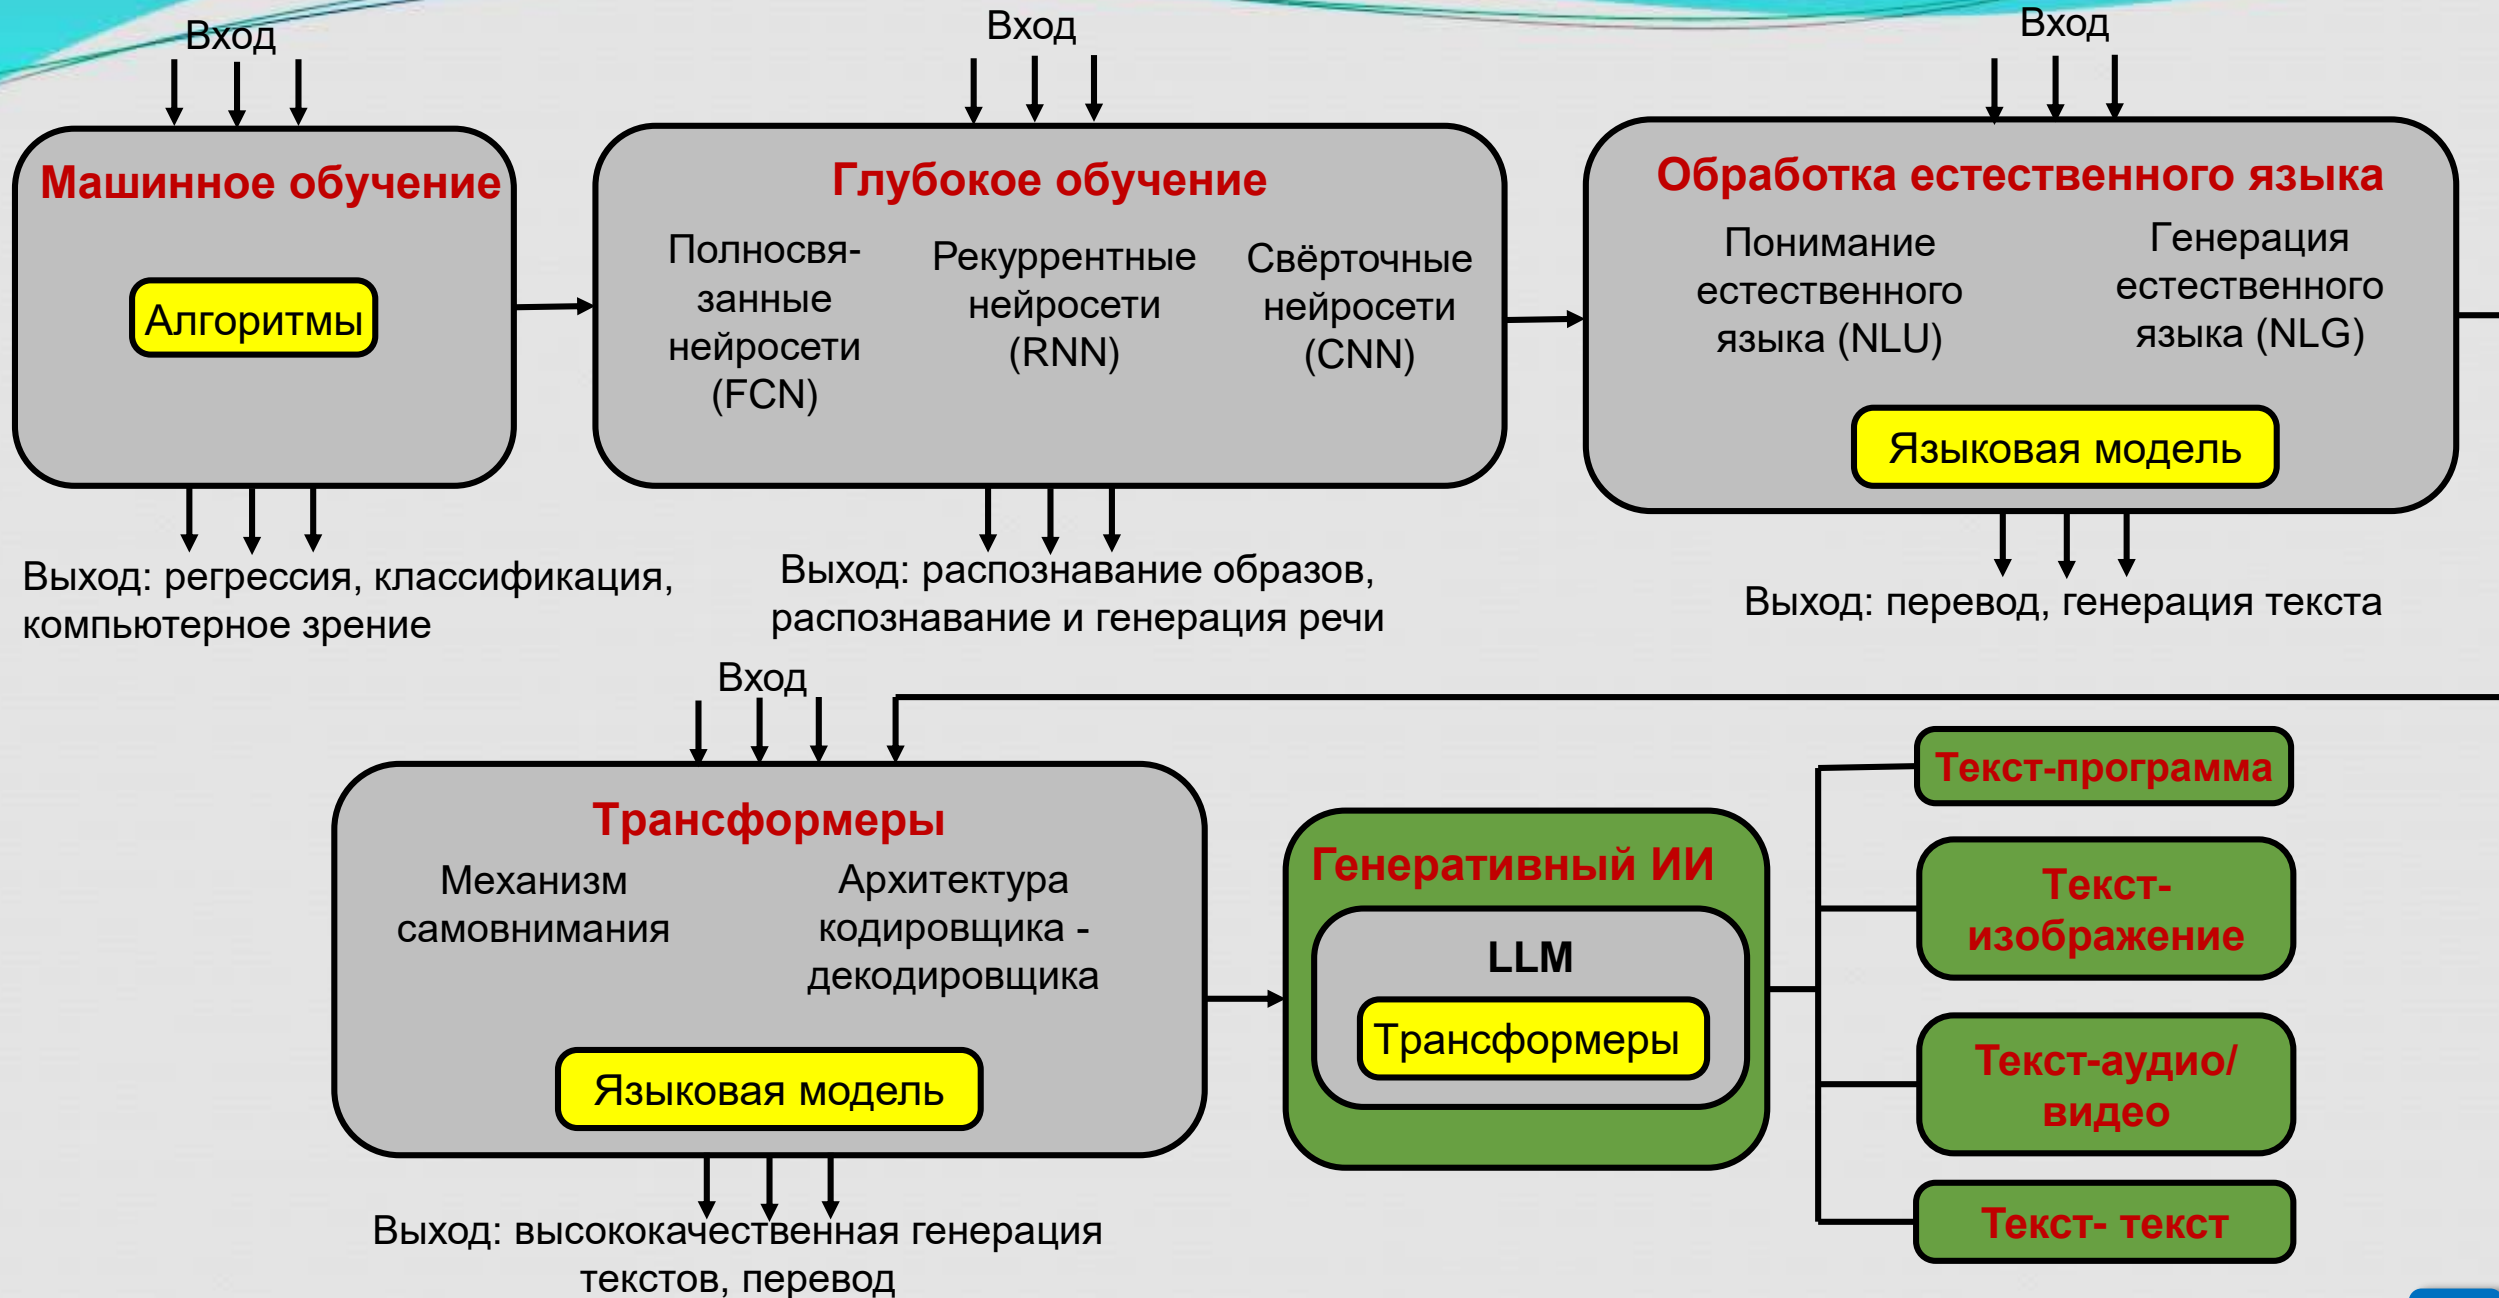 Вход
Машинное обучение
Алгоритмы
Выход: регрессия, классификация,
компьютерное зрение
Вход
Глубокое обучение
Полносвя-
занные
нейросети
(FCN)
Рекуррентные
нейросети
(RNN)
Свёрточные
нейросети
(CNN)
Выход: распознавание образов,
распознавание и генерация речи
Вход
Обработка естественного языка
Понимание
естественного
языка (NLU)
Генерация
естественного
языка (NLG)
Языковая модель
Выход: перевод, генерация текста
Вход
Трансформеры
Механизм
самовнимания
Архитектура
кодировщика -
декодировщика
Языковая модель
Выход: высококачественная генерация
текстов, перевод
Генеративный ИИ
LLM
Трансформеры
Текст-программа
Текст-
изображение
Текст-аудио/
видео
Текст- текст